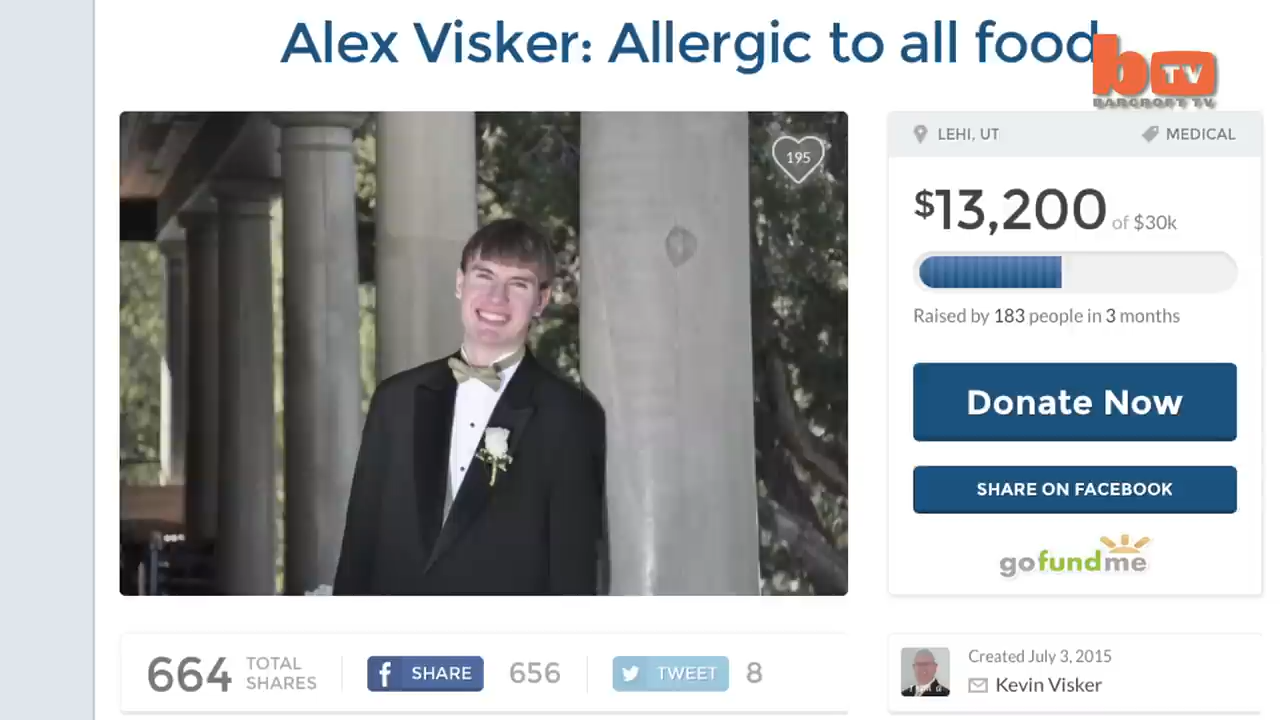 Alex Visker: Allergic to all food
b TV
BARCROFT TV
195
LEHI, UT
MEDICAL
$13,200 of $30k
Raised by 183 people in 3 months
Donate Now
SHARE ON FACEBOOK
gofundme
664 TOTAL SHARES
f SHARE 656
TWEET 8
Created July 3, 2015
Kevin Visker